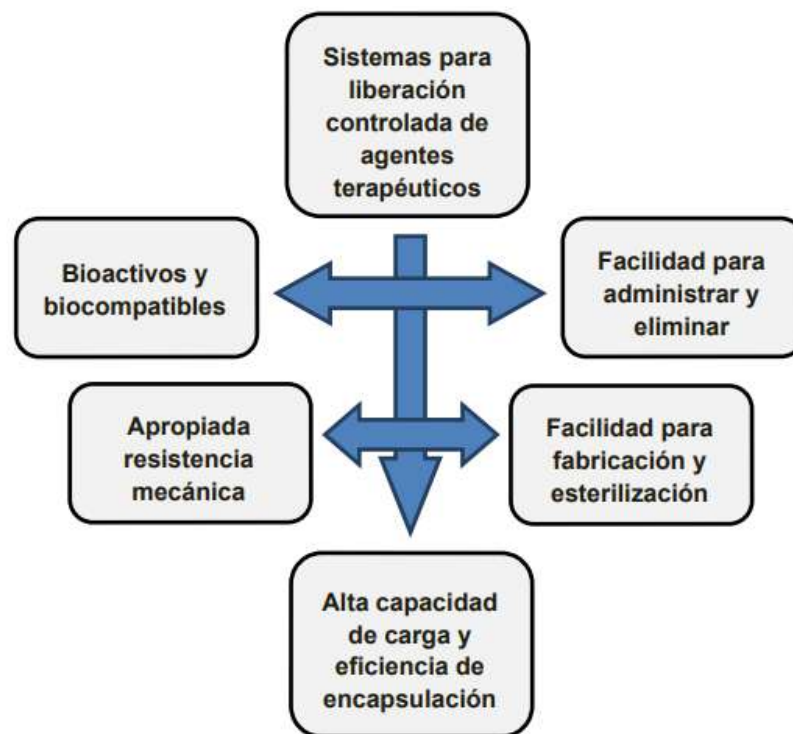 Sistemas para
liberación
controlada de
agentes
terapéuticos
Bioactivos y
biocompatibles
Facilidad para
administrar y
eliminar
Apropiada
resistencia
mecánica
Facilidad para
fabricación y
esterilización
Alta capacidad
de carga y
eficiencia de
encapsulación